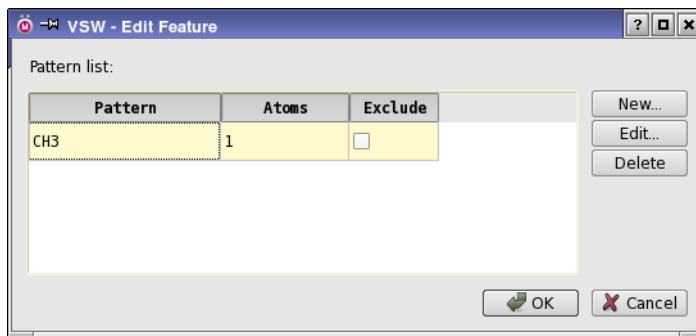 VSW - Edit Feature
Pattern list:
Pattern Atoms Exclude New...
CH3 1 Edit...
Delete
OK Cancel